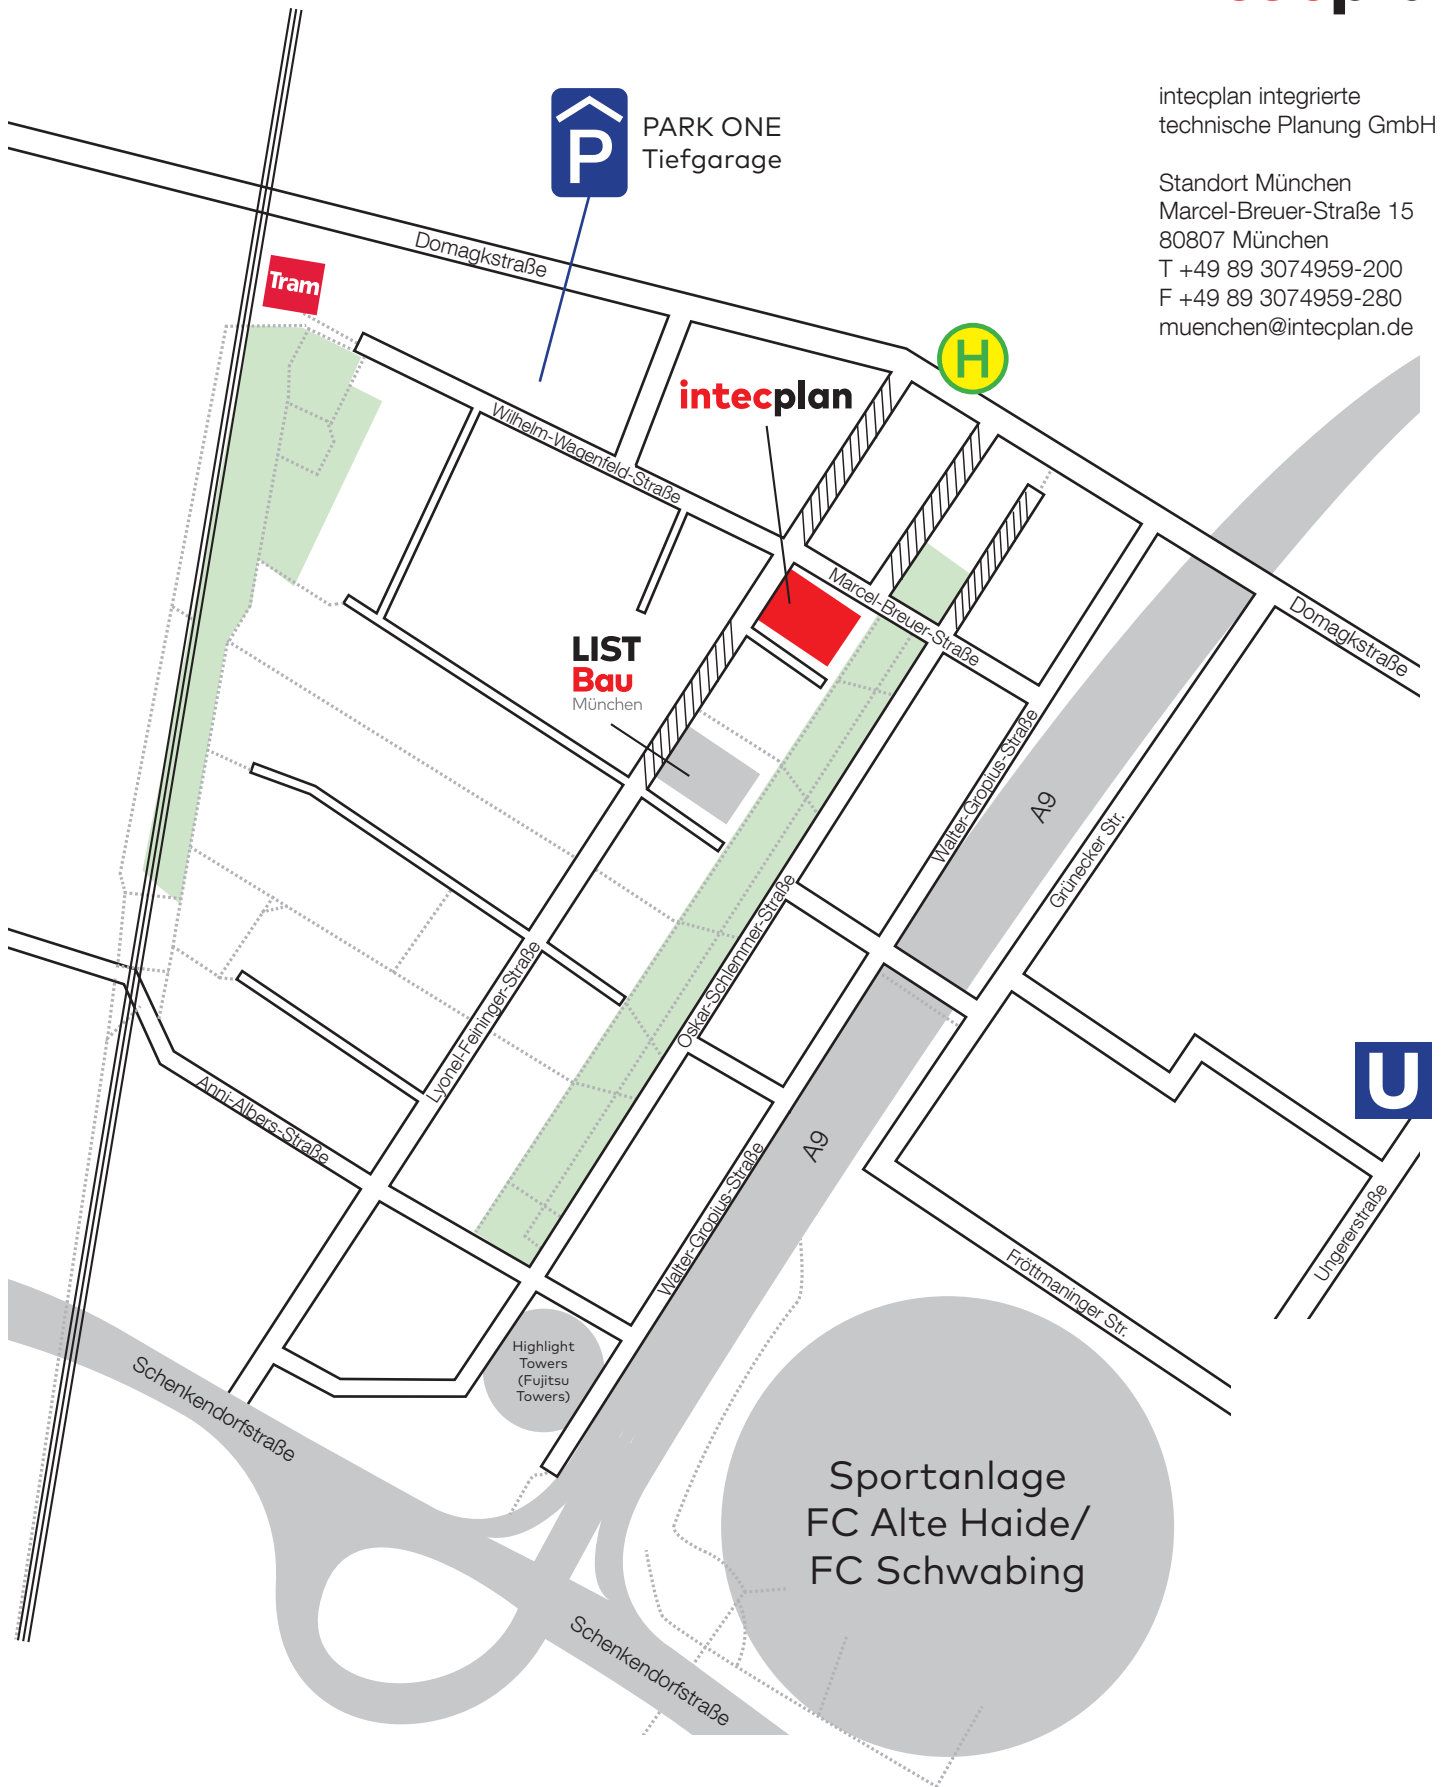 intecplan integrierte
technische Planung GmbH
Standort München
Marcel-Breuer-Straße 15
80807 München
T +49 89 3074959-200
F +49 89 3074959-280
muenchen@intecplan.de
P
PARK ONE
Tiefgarage
Domagkstraße
Tram
H
intecplan
Wilhelm-Wagenfeld-Straße
Marcel-Breuer-Straße
Domagkstraße
LIST
Bau
München
Walter-Gropius-Straße
A9
Grünecker Str.
Oskar-Schlemmer-Straße
Lyonel-Feininger-Straße
Anni-Albers-Straße
U
A9
Walter-Gropius-Straße
Ungererstraße
Fröttmaninger Str.
Highlight
Towers
(Fujitsu
Towers)
Schenkendorfstraße
Sportanlage
FC Alte Haide/
FC Schwabing
Schenkendorfstraße